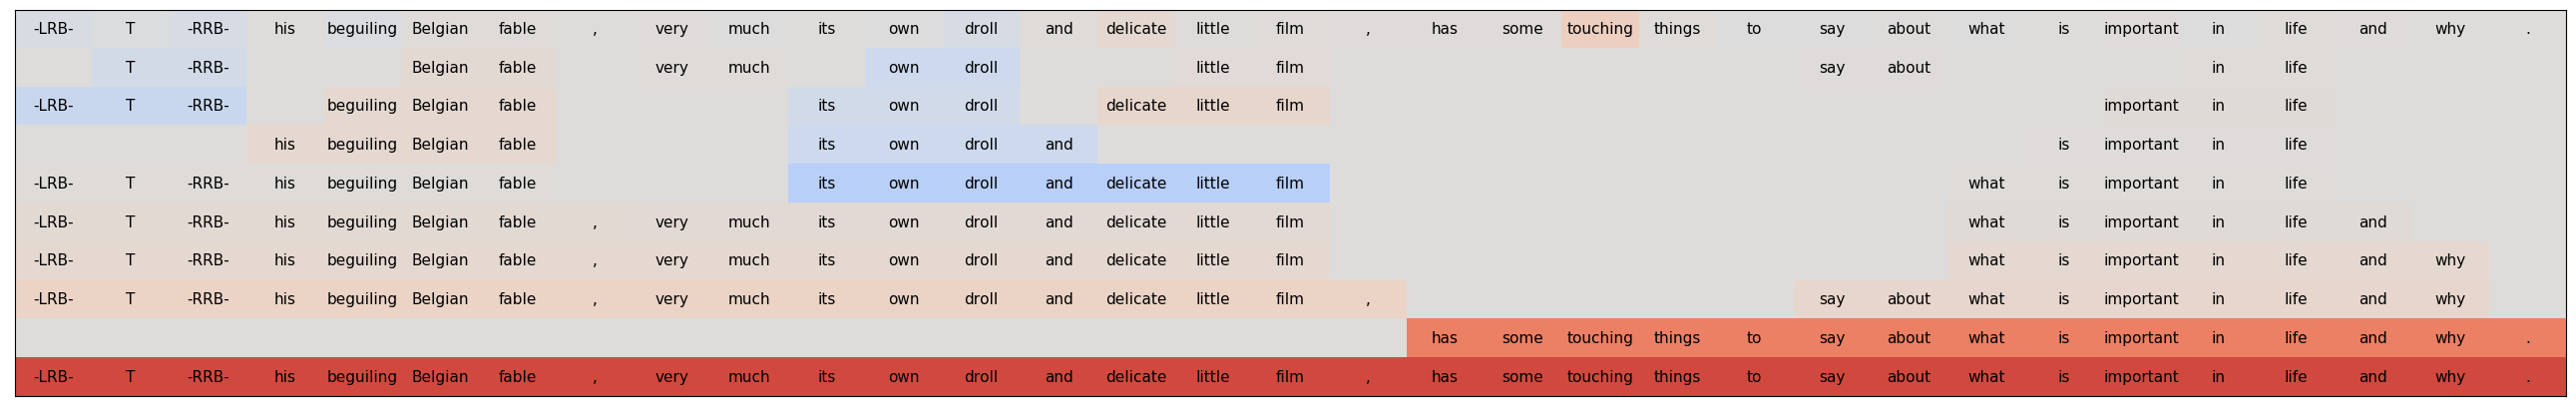 -LRB- T -RRB- his beguiling Belgian fable , very much its own droll and delicate little film , has some touching things to say about what is important in life and why .
T -RRB- Belgian fable very much own droll little film say about in life
-LRB- T -RRB- beguiling Belgian fable its own droll delicate little film important in life
his beguiling Belgian fable its own droll and is important in life
-LRB- T -RRB- his beguiling Belgian fable its own droll and delicate little film what is important in life
-LRB- T -RRB- his beguiling Belgian fable , very much its own droll and delicate little film what is important in life and
-LRB- T -RRB- his beguiling Belgian fable , very much its own droll and delicate little film what is important in life and why
-LRB- T -RRB- his beguiling Belgian fable , very much its own droll and delicate little film , say about what is important in life and why
has some touching things to say about what is important in life and why .
-LRB- T -RRB- his beguiling Belgian fable , very much its own droll and delicate little film , has some touching things to say about what is important in life and why .